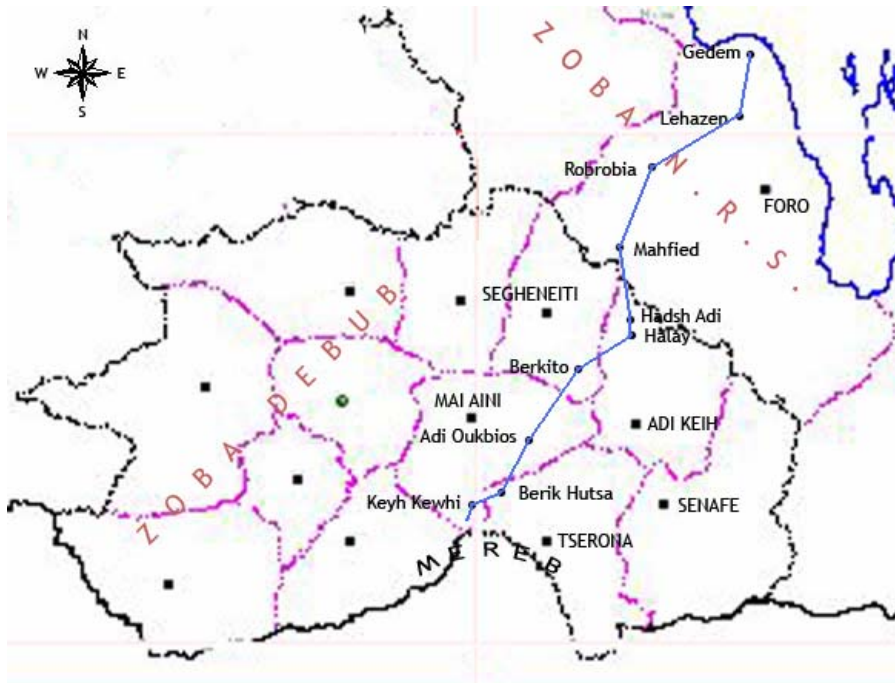 N
W E
S
ZOBA N.R.S.
Gedem
Lehazen
Robrobia
FORO
Mahfied
SEGHENEITI
Hadsh Adi
Halay
Berkito
ZOBA DEBUB
MAI AINI
ADI KEIH
Adi Oukbios
Keyh Kewhi
Berik Hutsa
SENAFE
TSERONA
MEREB